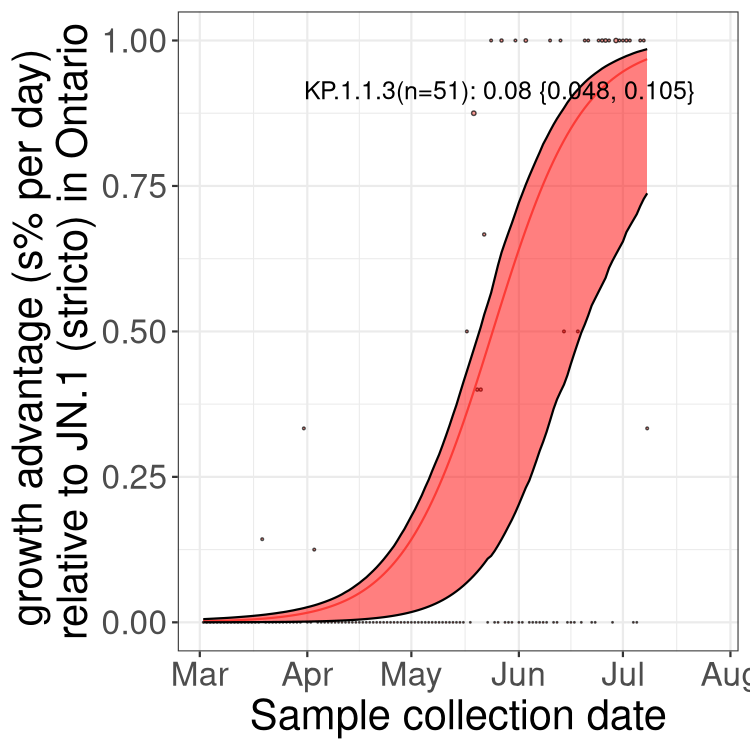 growth advantage (s% per day)
relative to JN.1 (stricto) in Ontario
1.00
0.75
0.50
0.25
0.00
KP.1.1.3(n=51): 0.08 {0.048, 0.105}
Mar Apr May Jun Jul Aug
Sample collection date